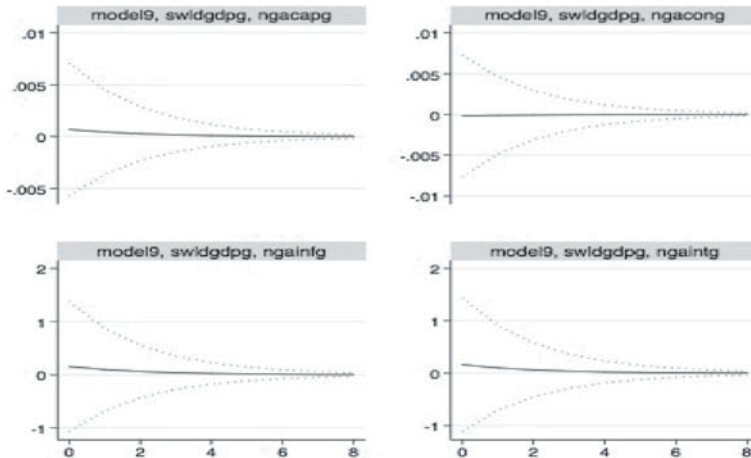 model9, swldgdpg, ngacapg
.01
.005
0
-.005
model9, swldgdpg, ngacong
.01
.005
0
-.005
-.01
model9, swldgdpg, ngainfg
2
1
0
-1
0 2 4 6 8
model9, swldgdpg, ngaintg
2
1
0
-1
0 2 4 6 8